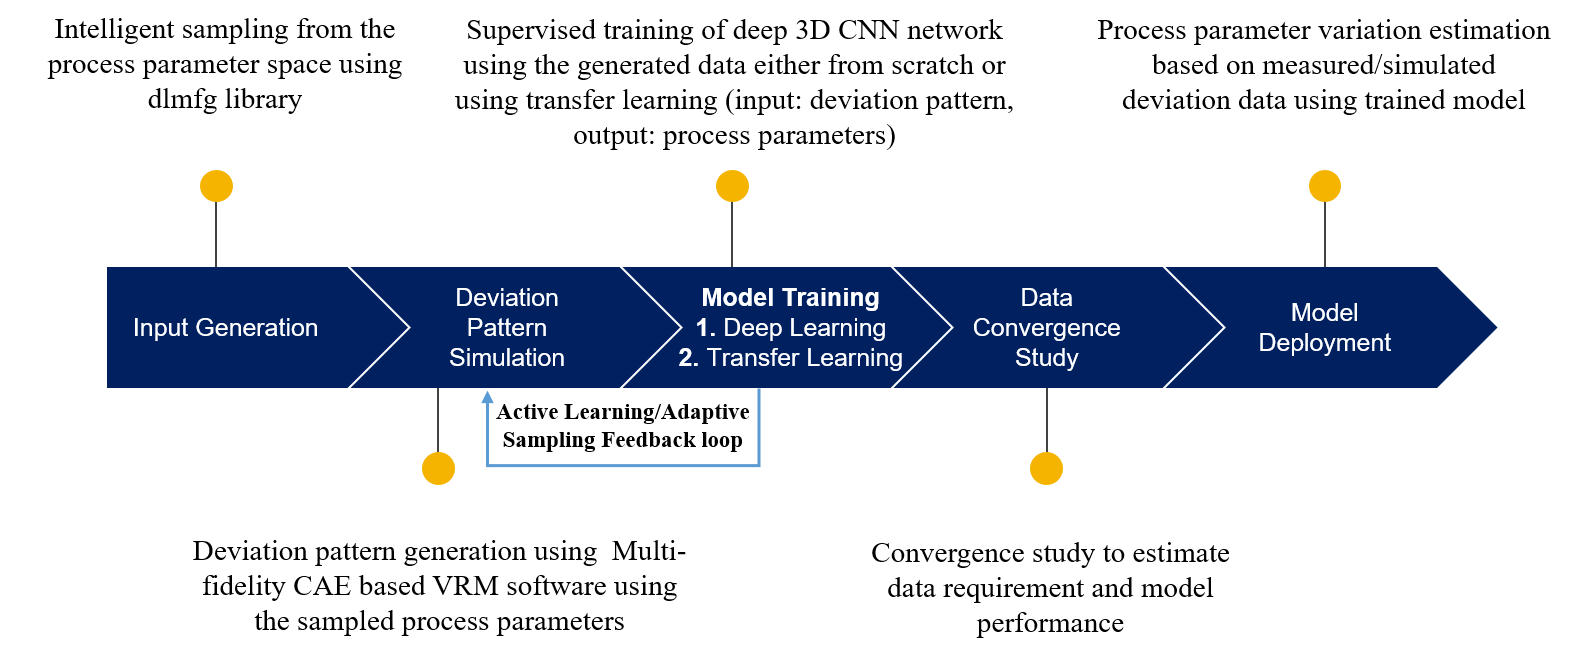 Intelligent sampling from the
process parameter space using
dlmfg library
Supervised training of deep 3D CNN network
using the generated data either from scratch or
using transfer learning (input: deviation pattern,
output: process parameters)
Process parameter variation estimation
based on measured/simulated
deviation data using trained model
Input Generation
Deviation
Pattern
Simulation
Model Training
1. Deep Learning
2. Transfer Learning
Data
Convergence
Study
Model
Deployment
Active Learning/Adaptive
Sampling Feedback loop
Deviation pattern generation using  Multi-
fidelity CAE based VRM software using
the sampled process parameters
Convergence study to estimate
data requirement and model
performance